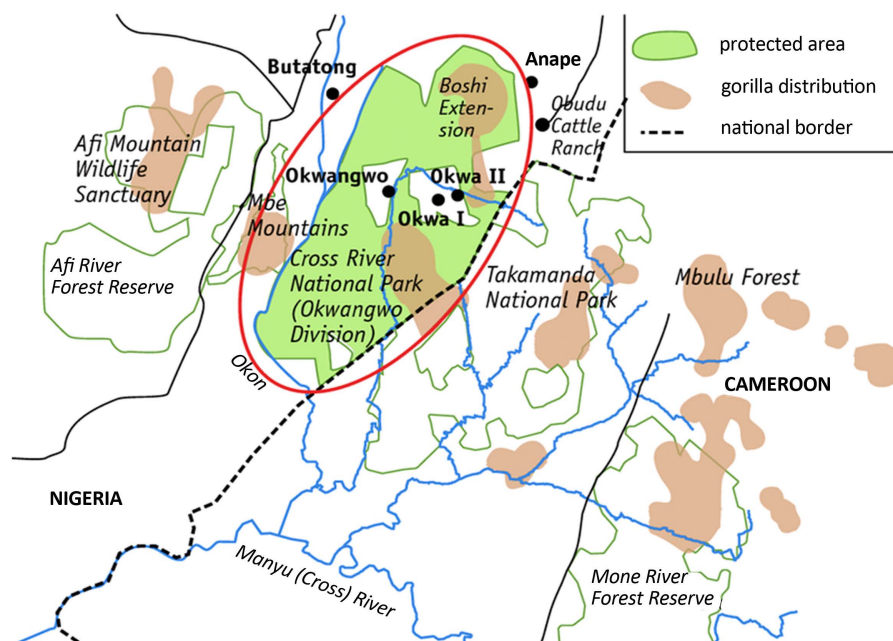 protected area
gorilla distribution
national border
Butatong
Anape
Boshi
Exten-
sion
Obudu
Cattle
Ranch
Afi Mountain
Wildlife
Sanctuary
Okwangwo
Okwa II
Okwa I
Mbe
Mountains
Cross River
National Park
(Okwangwo
Division)
Afi River
Forest Reserve
Takamanda
National Park
Mbulu Forest
Okon
CAMEROON
NIGERIA
Manyu (Cross) River
Mone River
Forest Reserve